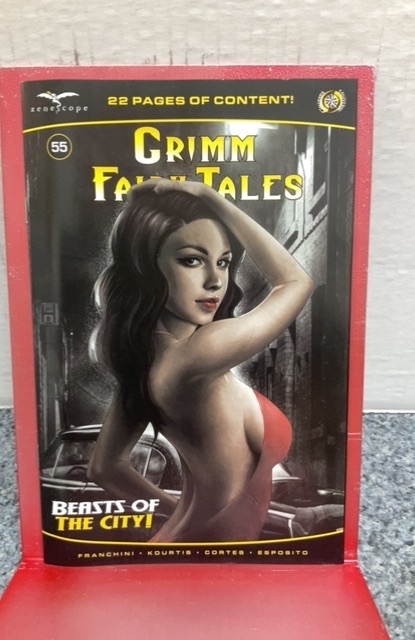 zenescope
22 PAGES OF CONTENT!
55
GRIMM
FAIRY TALES
BEASTS OF
THE CITY!
FRANCHINI • KOURTIS • CORTES • ESPOSITO